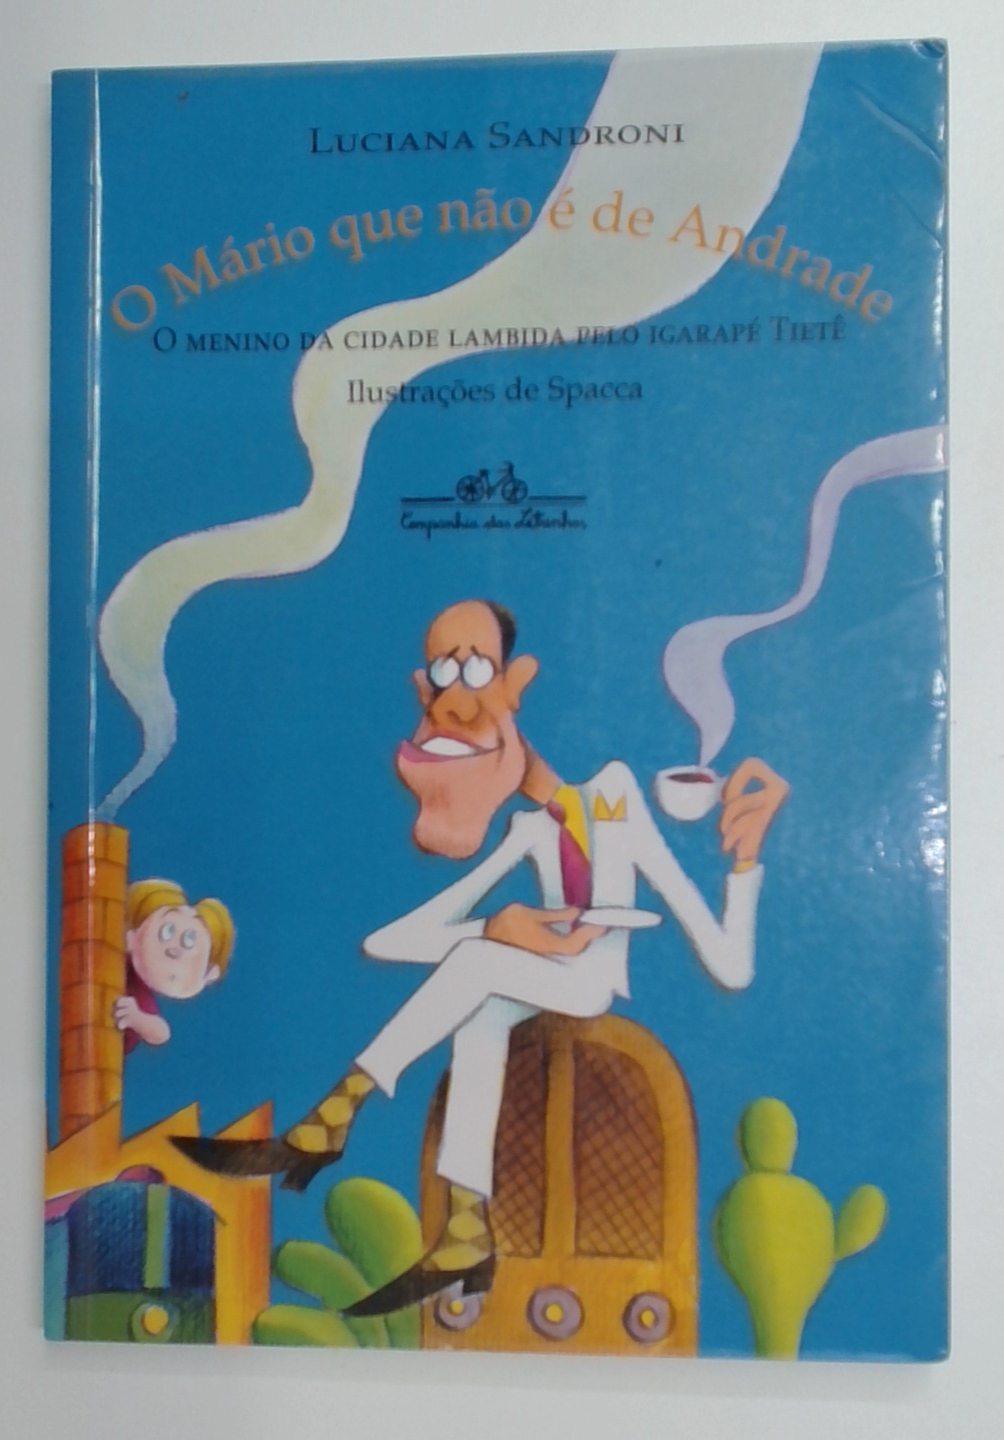 LUCIANA SANDRONI
O Mário que não é de Andrade
O MENINO DA CIDADE LAMBIDA PELO IGARAPÉ TIETÊ
Ilustrações de Spacca
Companhia das Letrinhas
M